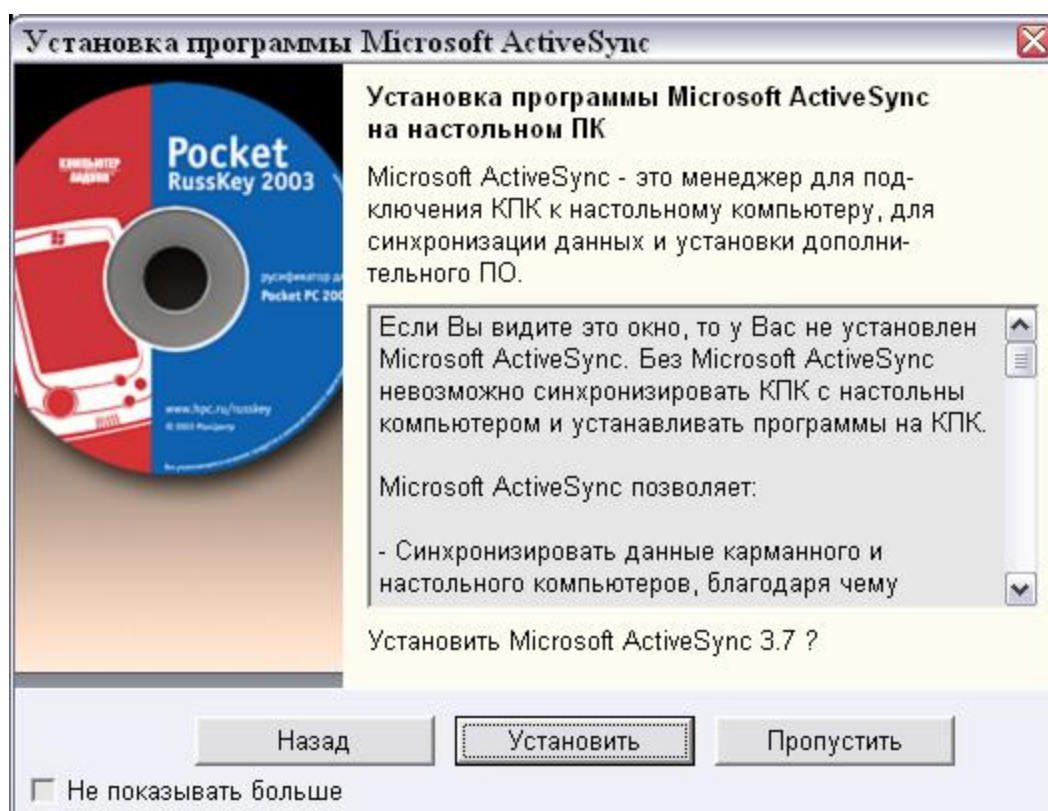 Установка программы Microsoft ActiveSync
КОМПЬЮТЕР
Pocket
RussKey 2003
русификатор дл
Pocket PC 200
www.hpc.ru/russkey
Установка программы Microsoft ActiveSync
на настольном ПК
Microsoft ActiveSync - это менеджер для под-
ключения КПК к настольному компьютеру, для
синхронизации данных и установки дополни-
тельного ПО.
Если Вы видите это окно, то у Вас не установлен
Microsoft ActiveSync. Без Microsoft ActiveSync
невозможно синхронизировать КПК с настольны
компьютером и устанавливать программы на КПК.
Microsoft ActiveSync позволяет:
- Синхронизировать данные карманного и
настольного компьютеров, благодаря чему
Установить Microsoft ActiveSync 3.7 ?
Назад
Установить
Пропустить
Не показывать больше